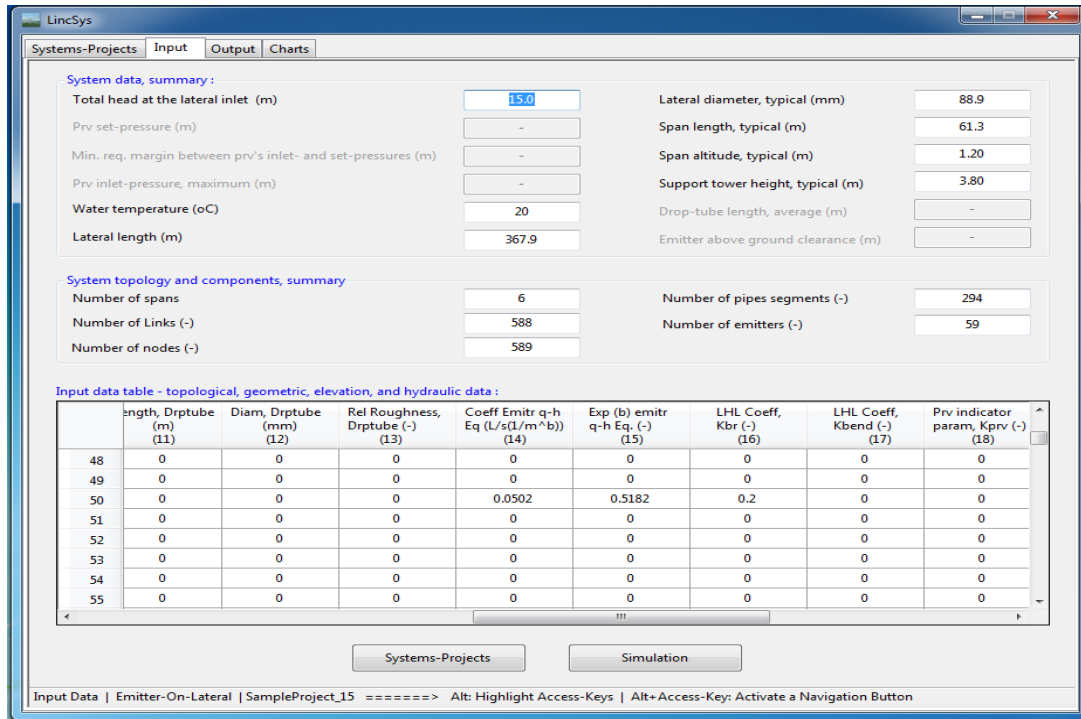 LincSys
Systems-Projects Input Output Charts
System data, summary :
Total head at the lateral inlet (m) 15.0 Lateral diameter, typical (mm) 88.9
Prv set-pressure (m) - Span length, typical (m) 61.3
Min. req. margin between prv's inlet- and set-pressures (m) - Span altitude, typical (m) 1.20
Prv inlet-pressure, maximum (m) - Support tower height, typical (m) 3.80
Water temperature (oC) 20 Drop-tube length, average (m) -
Lateral length (m) 367.9 Emitter above ground clearance (m) -
System topology and components, summary
Number of spans 6 Number of pipes segments (-) 294
Number of Links (-) 588 Number of emitters (-) 59
Number of nodes (-) 589
Input data table - topological, geometric, elevation, and hydraulic data :
ength, Drptube Diam, Drptube Rel Roughness, Coeff Emitr q-h Exp (b) emitr LHL Coeff, LHL Coeff, Prv indicator
(m) (mm) Drptube (-) Eq (L/s(1/m^b)) q-h Eq. (-) Kbr (-) Kbend (-) param, Kprv (-)
(11) (12) (13) (14) (15) (16) (17) (18)
48 0 0 0 0 0 0 0 0
49 0 0 0 0 0 0 0 0
50 0 0 0 0.0502 0.5182 0.2 0 0
51 0 0 0 0 0 0 0 0
52 0 0 0 0 0 0 0 0
53 0 0 0 0 0 0 0 0
54 0 0 0 0 0 0 0 0
55 0 0 0 0 0 0 0 0
Systems-Projects Simulation
Input Data | Emitter-On-Lateral | SampleProject_15 =======> Alt: Highlight Access-Keys | Alt+Access-Key: Activate a Navigation Button